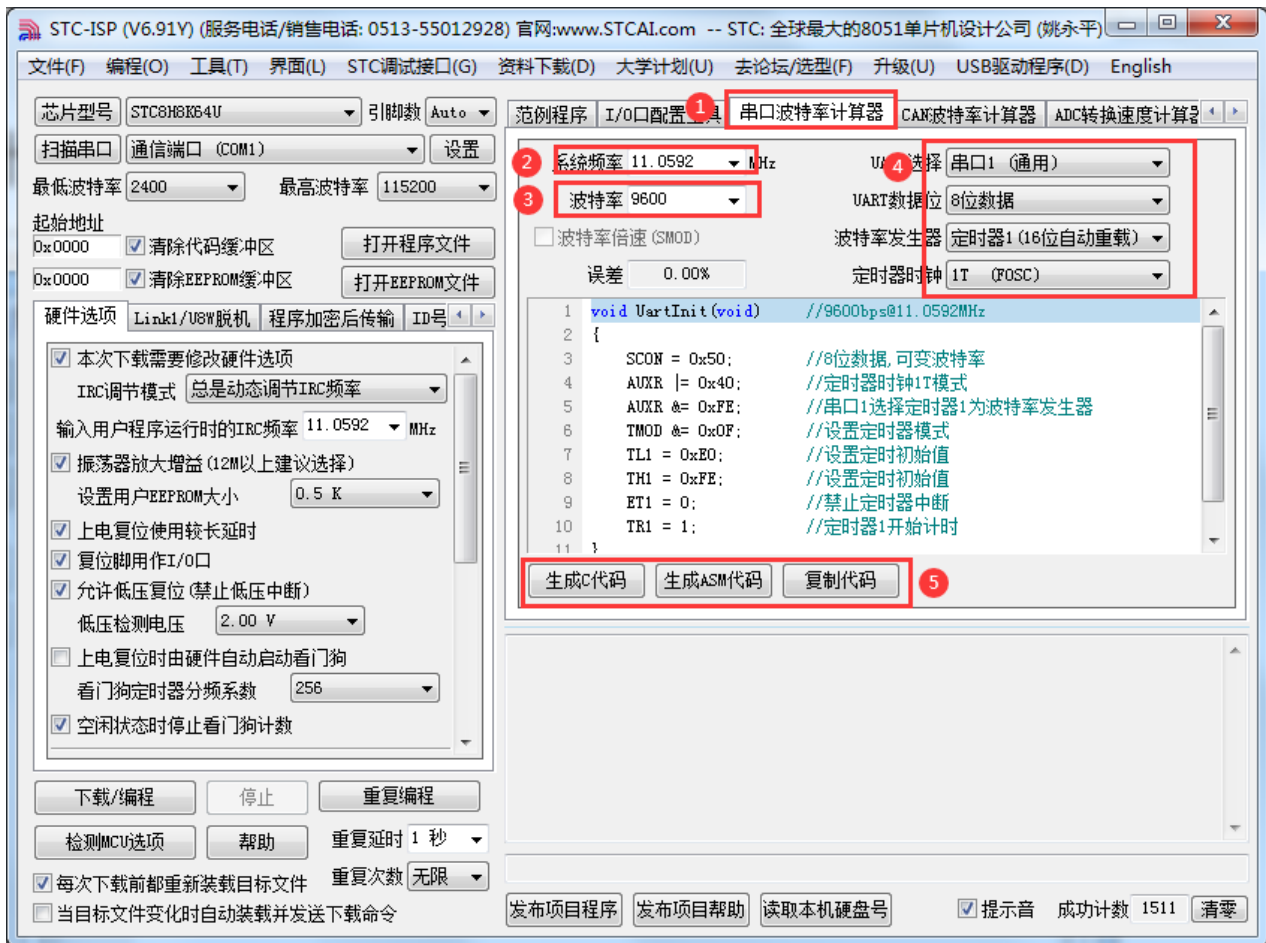 STC-ISP (V6.91Y) (服务电话/销售电话: 0513-55012928) 官网:www.STCAI.com -- STC: 全球最大的8051单片机设计公司 (姚永平)
文件(F) 编程(O) 工具(T) 界面(L) STC调试接口(G) 资料下载(D) 大学计划(U) 去论坛/选型(F) 升级(U) USB驱动程序(D) English
芯片型号 STC8H8K64U 引脚数 Auto
扫描串口 通信端口 (COM1) 设置
最低波特率 2400 最高波特率 115200
起始地址
0x0000 清除代码缓冲区 打开程序文件
0x0000 清除EEPROM缓冲区 打开EEPROM文件
硬件选项 Link1/U8W脱机 程序加密后传输 ID号
本次下载需要修改硬件选项
IRC调节模式 总是动态调节IRC频率
输入用户程序运行时的IRC频率 11.0592 MHz
振荡器放大增益(12M以上建议选择)
设置用户EEPROM大小 0.5 K
上电复位使用较长延时
复位脚用作I/O口
允许低压复位(禁止低压中断)
低压检测电压 2.00 V
上电复位时由硬件自动启动看门狗
看门狗定时器分频系数 256
空闲状态时停止看门狗计数
下载/编程 停止 重复编程
检测MCU选项 帮助 重复延时 1 秒
每次下载前都重新装载目标文件 重复次数 无限
当目标文件变化时自动装载并发送下载命令
范例程序 I/O口配置工具 1 串口波特率计算器 CAN波特率计算器 ADC转换速度计算器
2 系统频率 11.0592 MHz 4 选择 串口1 (通用)
3 波特率 9600 UART数据位 8位数据
波特率倍速(SMOD) 波特率发生器 定时器1(16位自动重载)
误差 0.00% 定时器时钟 1T (FOSC)
1 void UartInit(void) //9600bps@11.0592MHz
2 {
3 SCON = 0x50; //8位数据,可变波特率
4 AUXR |= 0x40; //定时器时钟1T模式
5 AUXR &= 0xFE; //串口1选择定时器1为波特率发生器
6 TMOD &= 0x0F; //设置定时器模式
7 TL1 = 0xE0; //设置定时初始值
8 TH1 = 0xFE; //设置定时初始值
9 ET1 = 0; //禁止定时器中断
10 TR1 = 1; //定时器1开始计时
11 }
生成C代码 生成ASM代码 复制代码 5
发布项目程序 发布项目帮助 读取本机硬盘号 提示音 成功计数 1511 清零